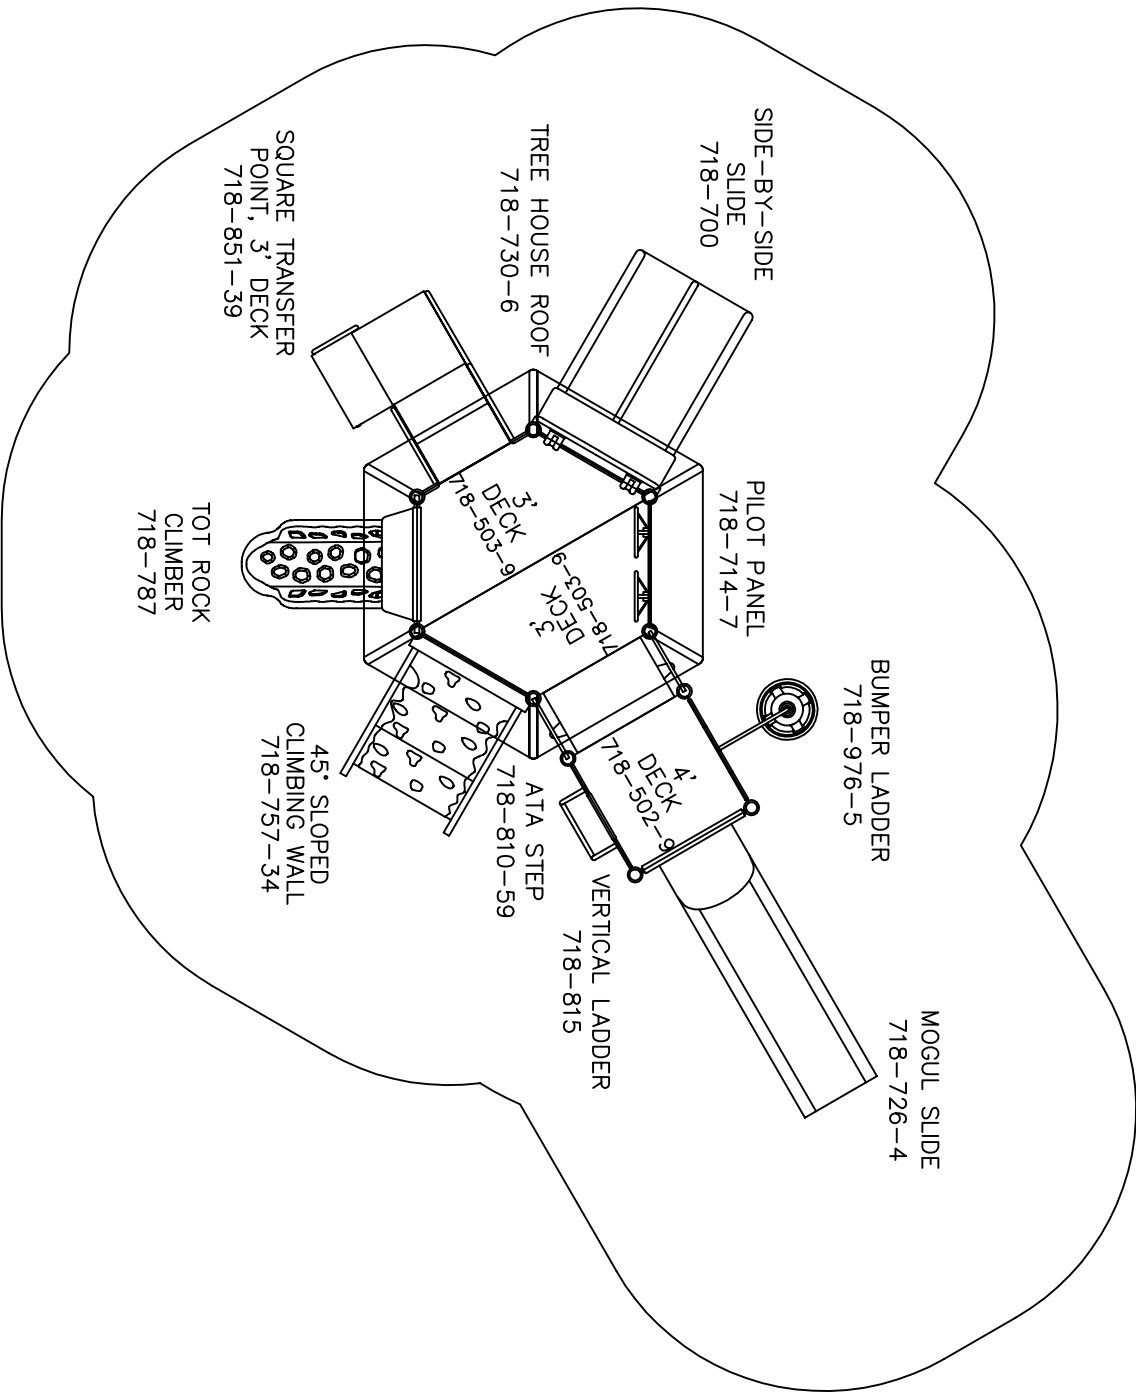 SIDE-BY-SIDE
SLIDE
718-700
TREE HOUSE ROOF
718-730-6
SQUARE TRANSFER
POINT, 3' DECK
718-851-39
PILOT PANEL
718-714-7
3'
DECK
718-503-9
3'
DECK
718-503-9
TOT ROCK
CLIMBER
718-787
BUMPER LADDER
718-976-5
4'
DECK
718-502-9
ATA STEP
718-810-59
45° SLOPED
CLIMBING WALL
718-757-34
VERTICAL LADDER
718-815
MOGUL SLIDE
718-726-4